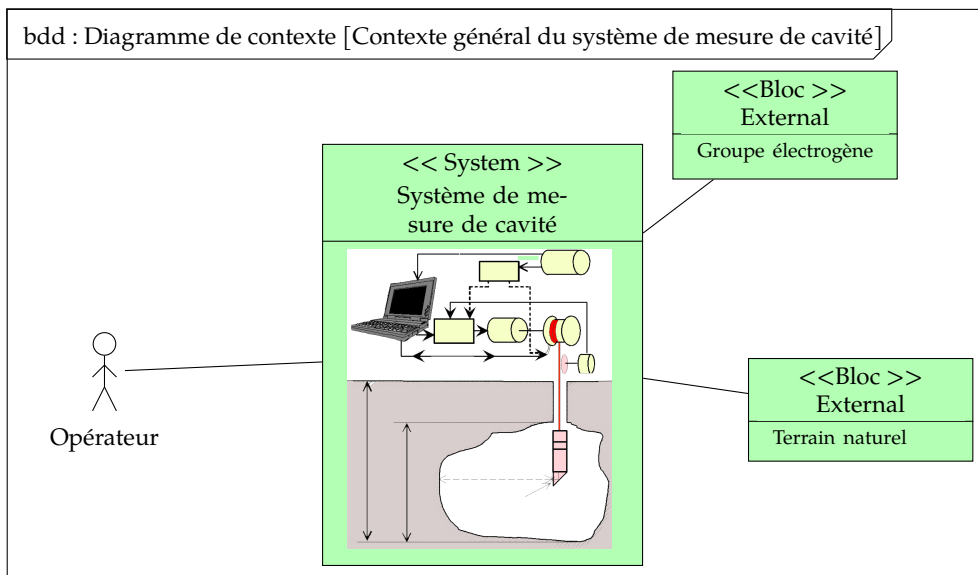 bdd : Diagramme de contexte [Contexte général du système de mesure de cavité]
<<Bloc >>
External
Groupe électrogène
<< System >>
Système de me-
sure de cavité
<<Bloc >>
External
Terrain naturel
Opérateur